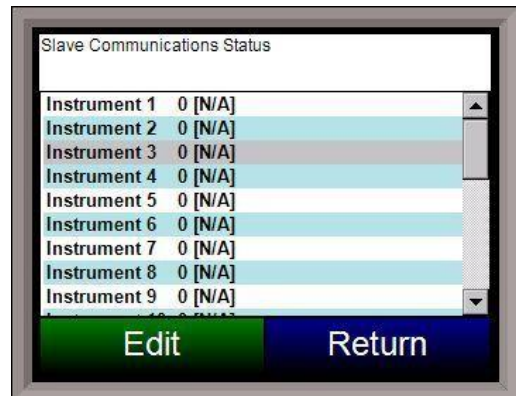 Slave Communications Status
Instrument 1 0 [N/A]
Instrument 2 0 [N/A]
Instrument 3 0 [N/A]
Instrument 4 0 [N/A]
Instrument 5 0 [N/A]
Instrument 6 0 [N/A]
Instrument 7 0 [N/A]
Instrument 8 0 [N/A]
Instrument 9 0 [N/A]
Edit Return